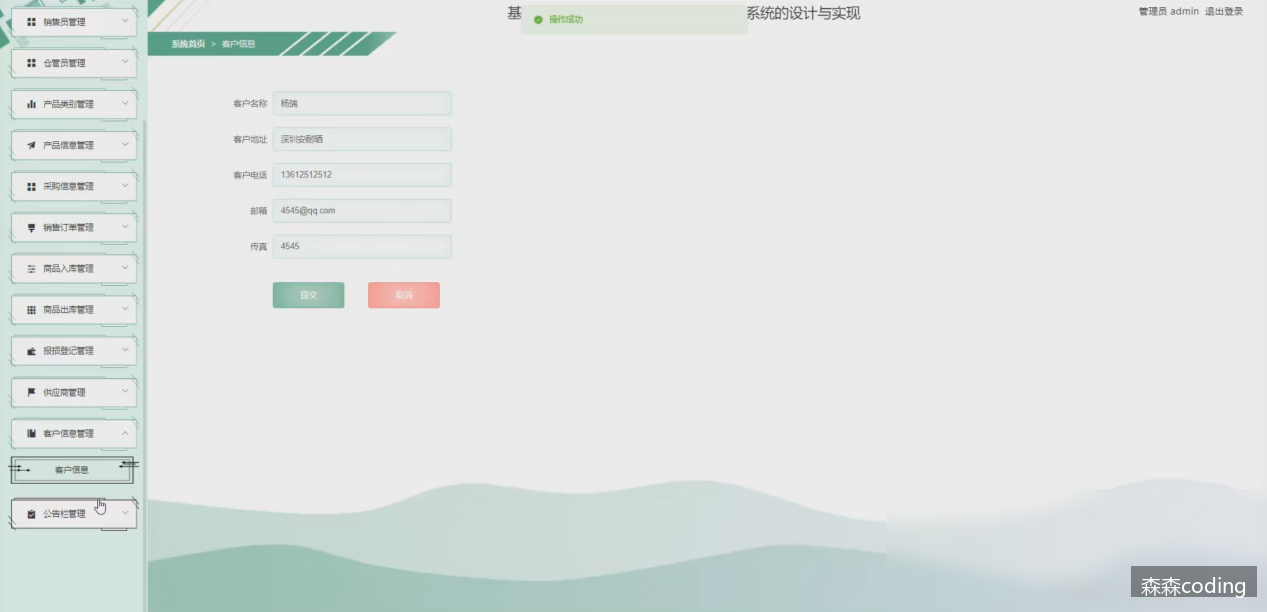 销售员管理
仓管员管理
产品类别管理
产品信息管理
采购信息管理
销售订单管理
商品入库管理
商品出库管理
报损登记管理
供应商管理
客户信息管理
客户信息
公告栏管理
基
操作成功
系统的设计与实现
管理员 admin 退出登录
系统首页 > 客户信息
客户名称 杨瑞
客户地址 深圳安耐晒
客户电话 13612512512
邮箱 4545@qq.com
传真 4545
提交 取消
森森coding